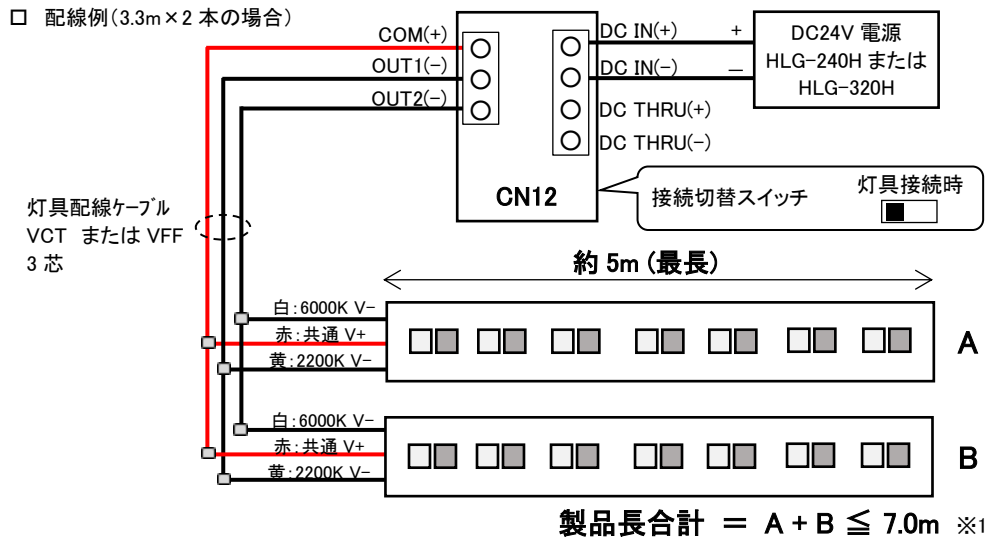 □ 配線例(3.3m×2 本の場合)
COM(+)
OUT1(-)
OUT2(-)
DC IN(+)
DC IN(-)
DC THRU(+)
DC THRU(-)
CN12
+
－
DC24V 電源
HLG-240H または
HLG-320H
接続切替スイッチ
灯具接続時
灯具配線ケーブル
VCT または VFF
3 芯
約 5m (最長)
白:6000K V-
赤:共通 V+
黄:2200K V-
A
白:6000K V-
赤:共通 V+
黄:2200K V-
B
製品長合計 = A + B ≦ 7.0m ※1